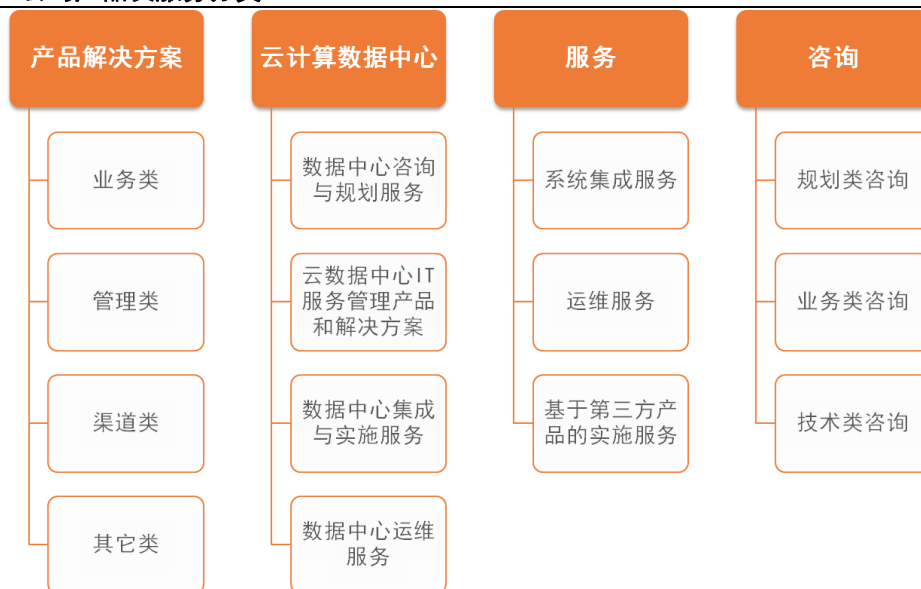 产品解决方案
业务类
管理类
渠道类
其它类
云计算数据中心
数据中心咨询
与规划服务
云数据中心IT
服务管理产品
和解决方案
数据中心集成
与实施服务
数据中心运维
服务
服务
系统集成服务
运维服务
基于第三方产
品的实施服务
咨询
规划类咨询
业务类咨询
技术类咨询